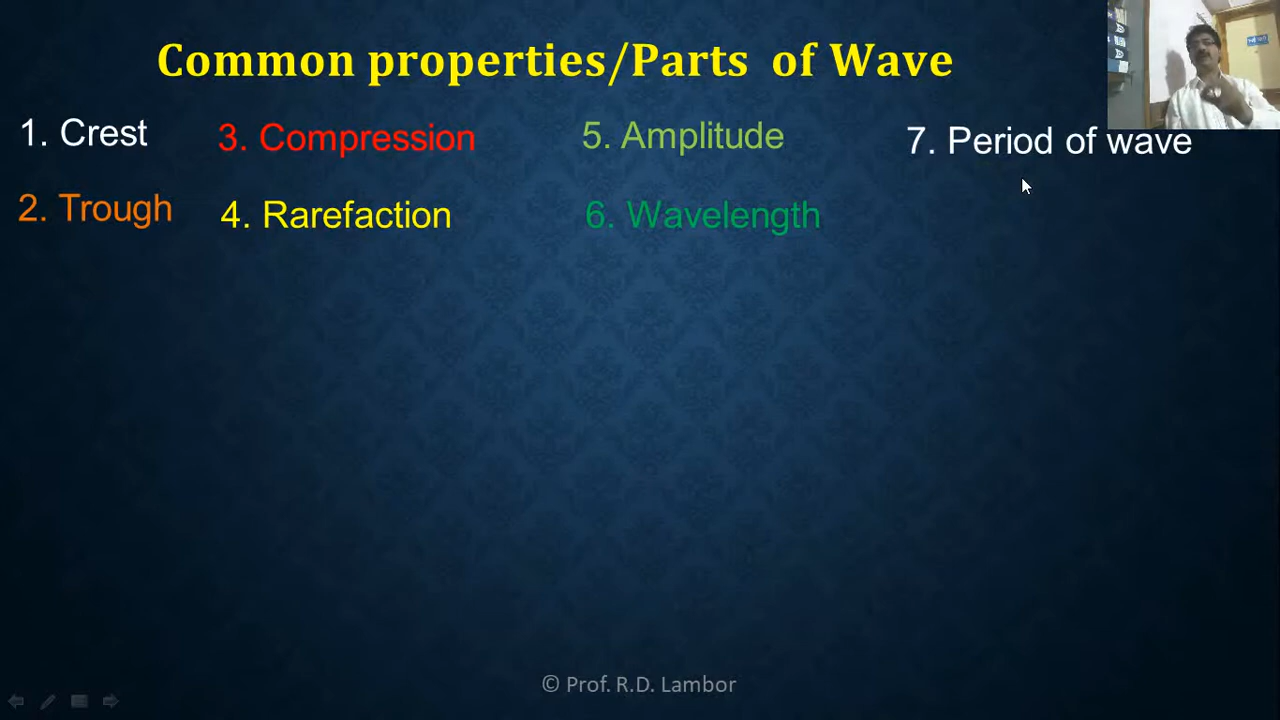 Common properties/Parts of Wave
1. Crest
2. Trough
3. Compression
4. Rarefaction
5. Amplitude
6. Wavelength
7. Period of wave
© Prof. R.D. Lambor